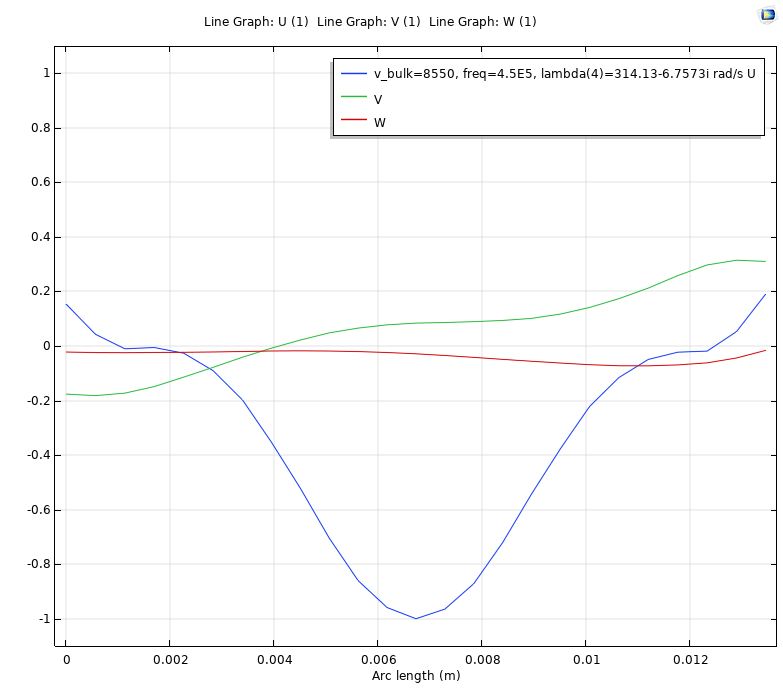 Line Graph: U (1)  Line Graph: V (1)  Line Graph: W (1)
v_bulk=8550, freq=4.5E5, lambda(4)=314.13-6.7573i rad/s U
V
W
1
0.8
0.6
0.4
0.2
0
-0.2
-0.4
-0.6
-0.8
-1
0 0.002 0.004 0.006 0.008 0.01 0.012
Arc length (m)